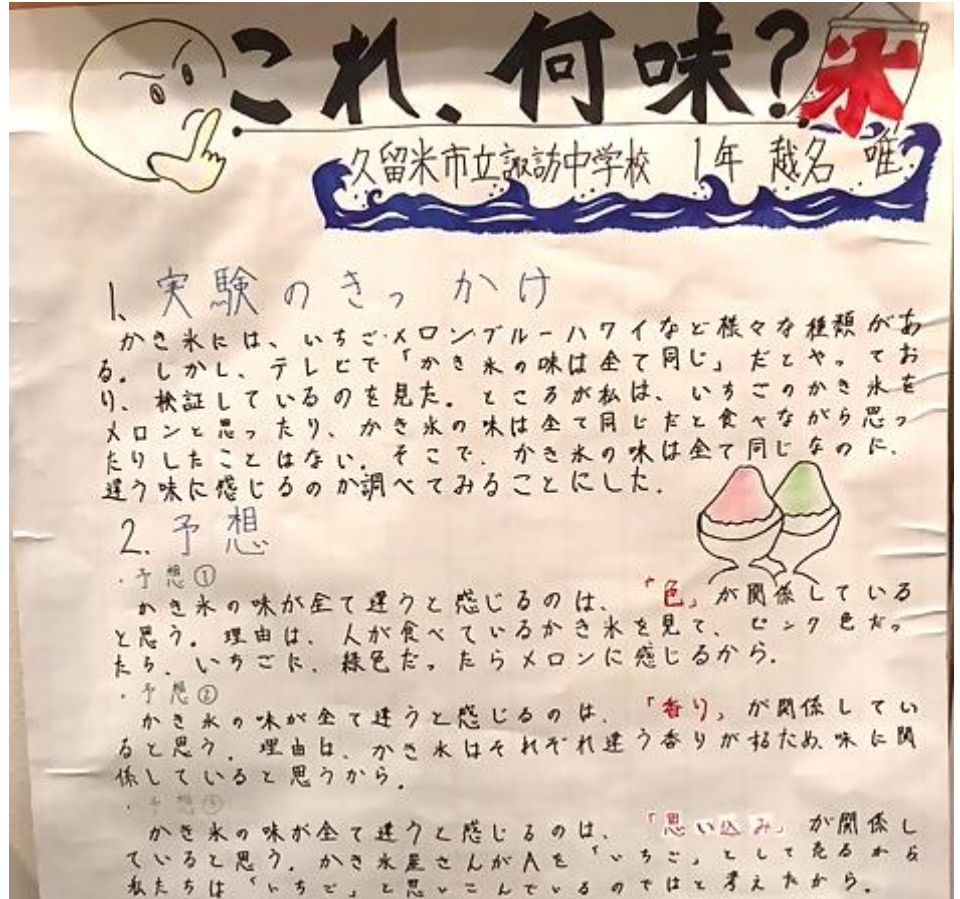 これ、何味？
氷
久留米市立諏訪中学校 1年 越名 唯
1. 実験のきっかけ
かき氷には、いちご・メロンブルーハワイなど様々な種類があ
る。しかし、テレビで「かき氷の味は全て同じ」だとやってお
り、検証しているのを見た。ところが私は、いちごのかき氷を
メロンと思ったり、かき氷の味は全て同じだと食べながら思っ
たりしたことはない。そこで、かき氷の味は全て同じなのに、
違う味に感じるのか調べてみることにした。
2. 予想
・予想①
かき氷の味が全て違うと感じるのは、「色」が関係している
と思う。理由は、人が食べているかき氷を見て、ピンク色だっ
たら、いちごに、緑色だったらメロンに感じるから。
・予想②
かき氷の味が全て違うと感じるのは、「香り」が関係してい
ると思う。理由は、かき氷はそれぞれ違う香りがするため、味に関
係していると思うから。
・予想③
かき氷の味が全て違うと感じるのは、「思い込み」が関係し
ていると思う。かき氷屋さんがAを「いちご」として売るから
私たちは「いちご」と思いこんでいるのではと考えたから。